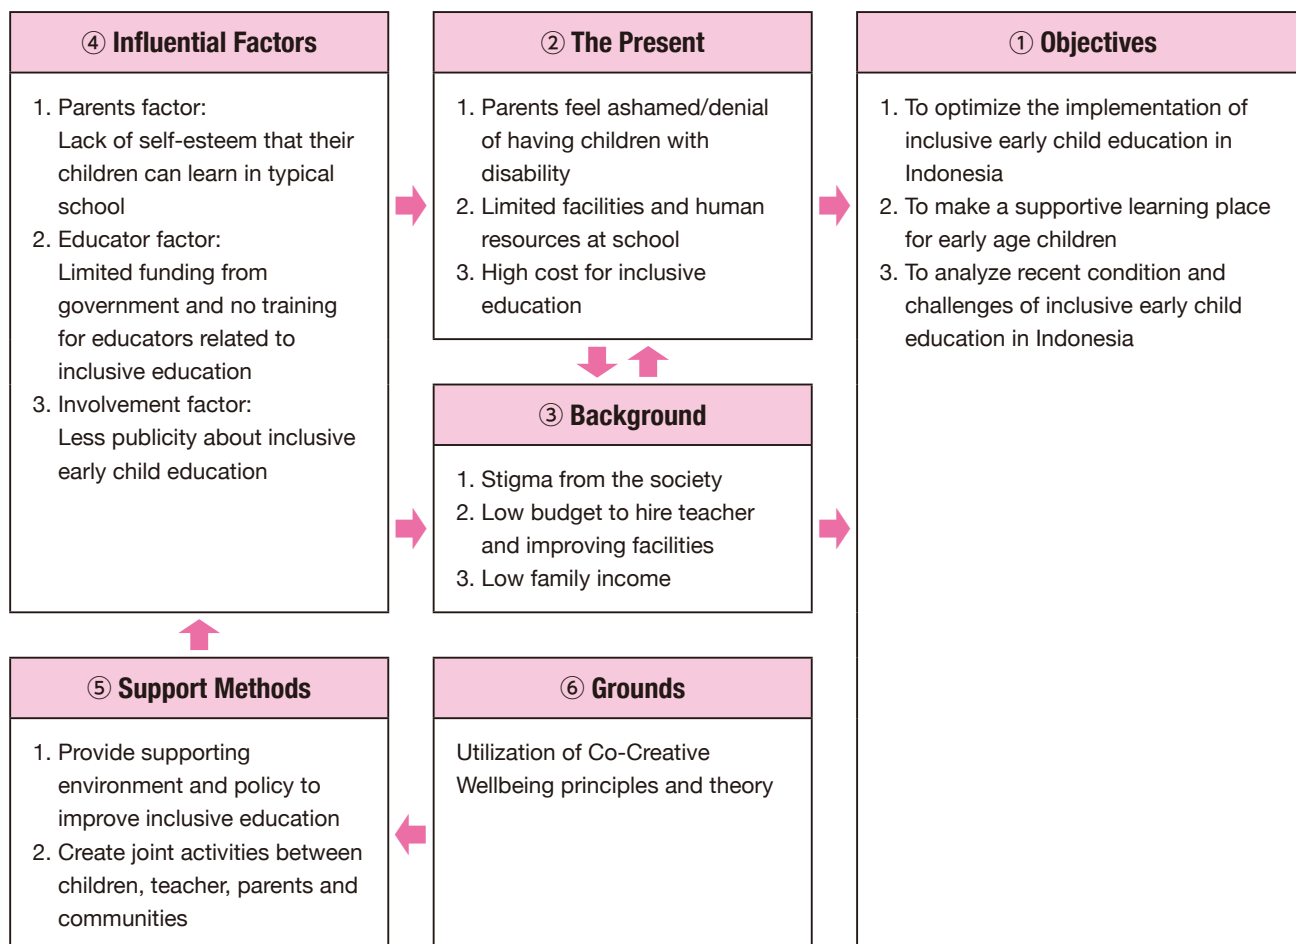 ④ Influential Factors
1. Parents factor:
Lack of self-esteem that their
children can learn in typical
school
2. Educator factor:
Limited funding from
government and no training
for educators related to
inclusive education
3. Involvement factor:
Less publicity about inclusive
early child education
② The Present
1. Parents feel ashamed/denial
of having children with
disability
2. Limited facilities and human
resources at school
3. High cost for inclusive
education
① Objectives
1. To optimize the implementation of
inclusive early child education in
Indonesia
2. To make a supportive learning place
for early age children
3. To analyze recent condition and
challenges of inclusive early child
education in Indonesia
③ Background
1. Stigma from the society
2. Low budget to hire teacher
and improving facilities
3. Low family income
⑤ Support Methods
1. Provide supporting
environment and policy to
improve inclusive education
2. Create joint activities between
children, teacher, parents and
communities
⑥ Grounds
Utilization of Co-Creative
Wellbeing principles and theory